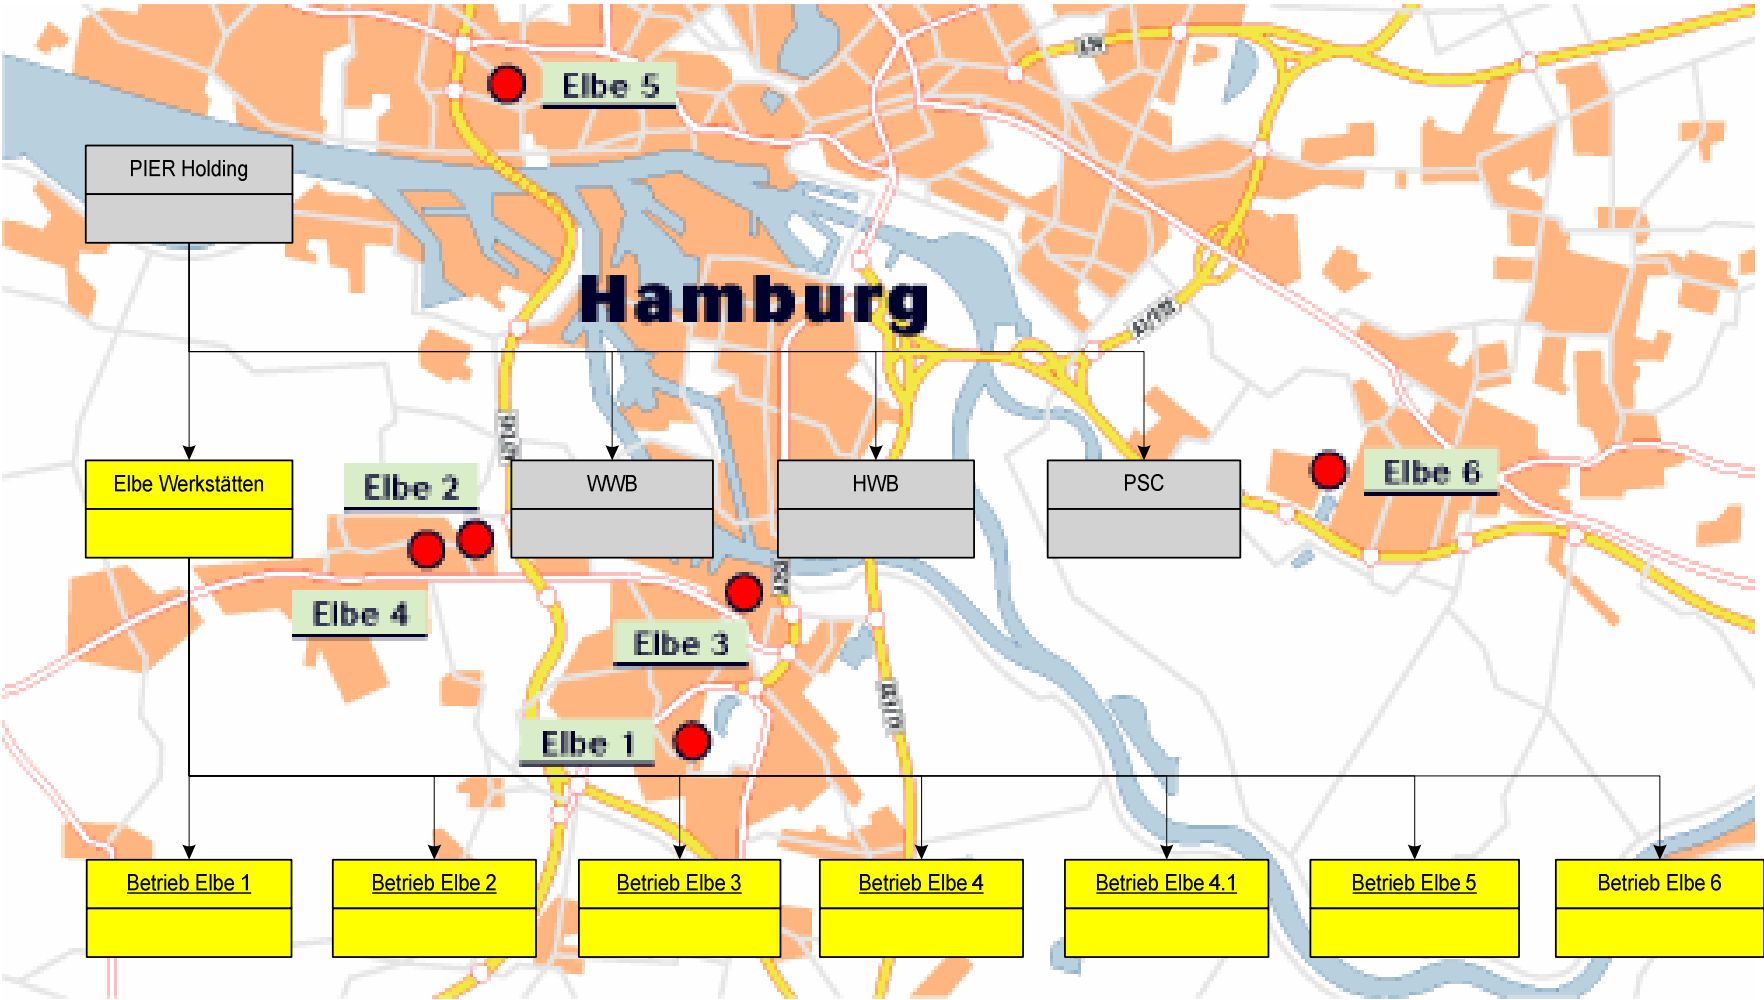 Elbe 5
PIER Holding
Hamburg
Elbe Werkstätten
Elbe 2
WWB
HWB
PSC
Elbe 6
Elbe 4
Elbe 3
Elbe 1
Betrieb Elbe 1
Betrieb Elbe 2
Betrieb Elbe 3
Betrieb Elbe 4
Betrieb Elbe 4.1
Betrieb Elbe 5
Betrieb Elbe 6